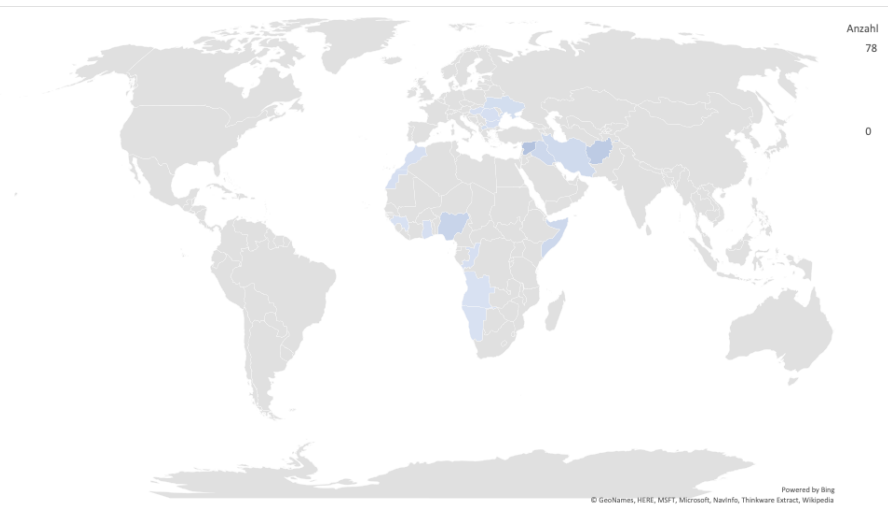 Anzahl
78
0
Powered by Bing
© GeoNames, HERE, MSFT, Microsoft, NavInfo, Thinkware Extract, Wikipedia